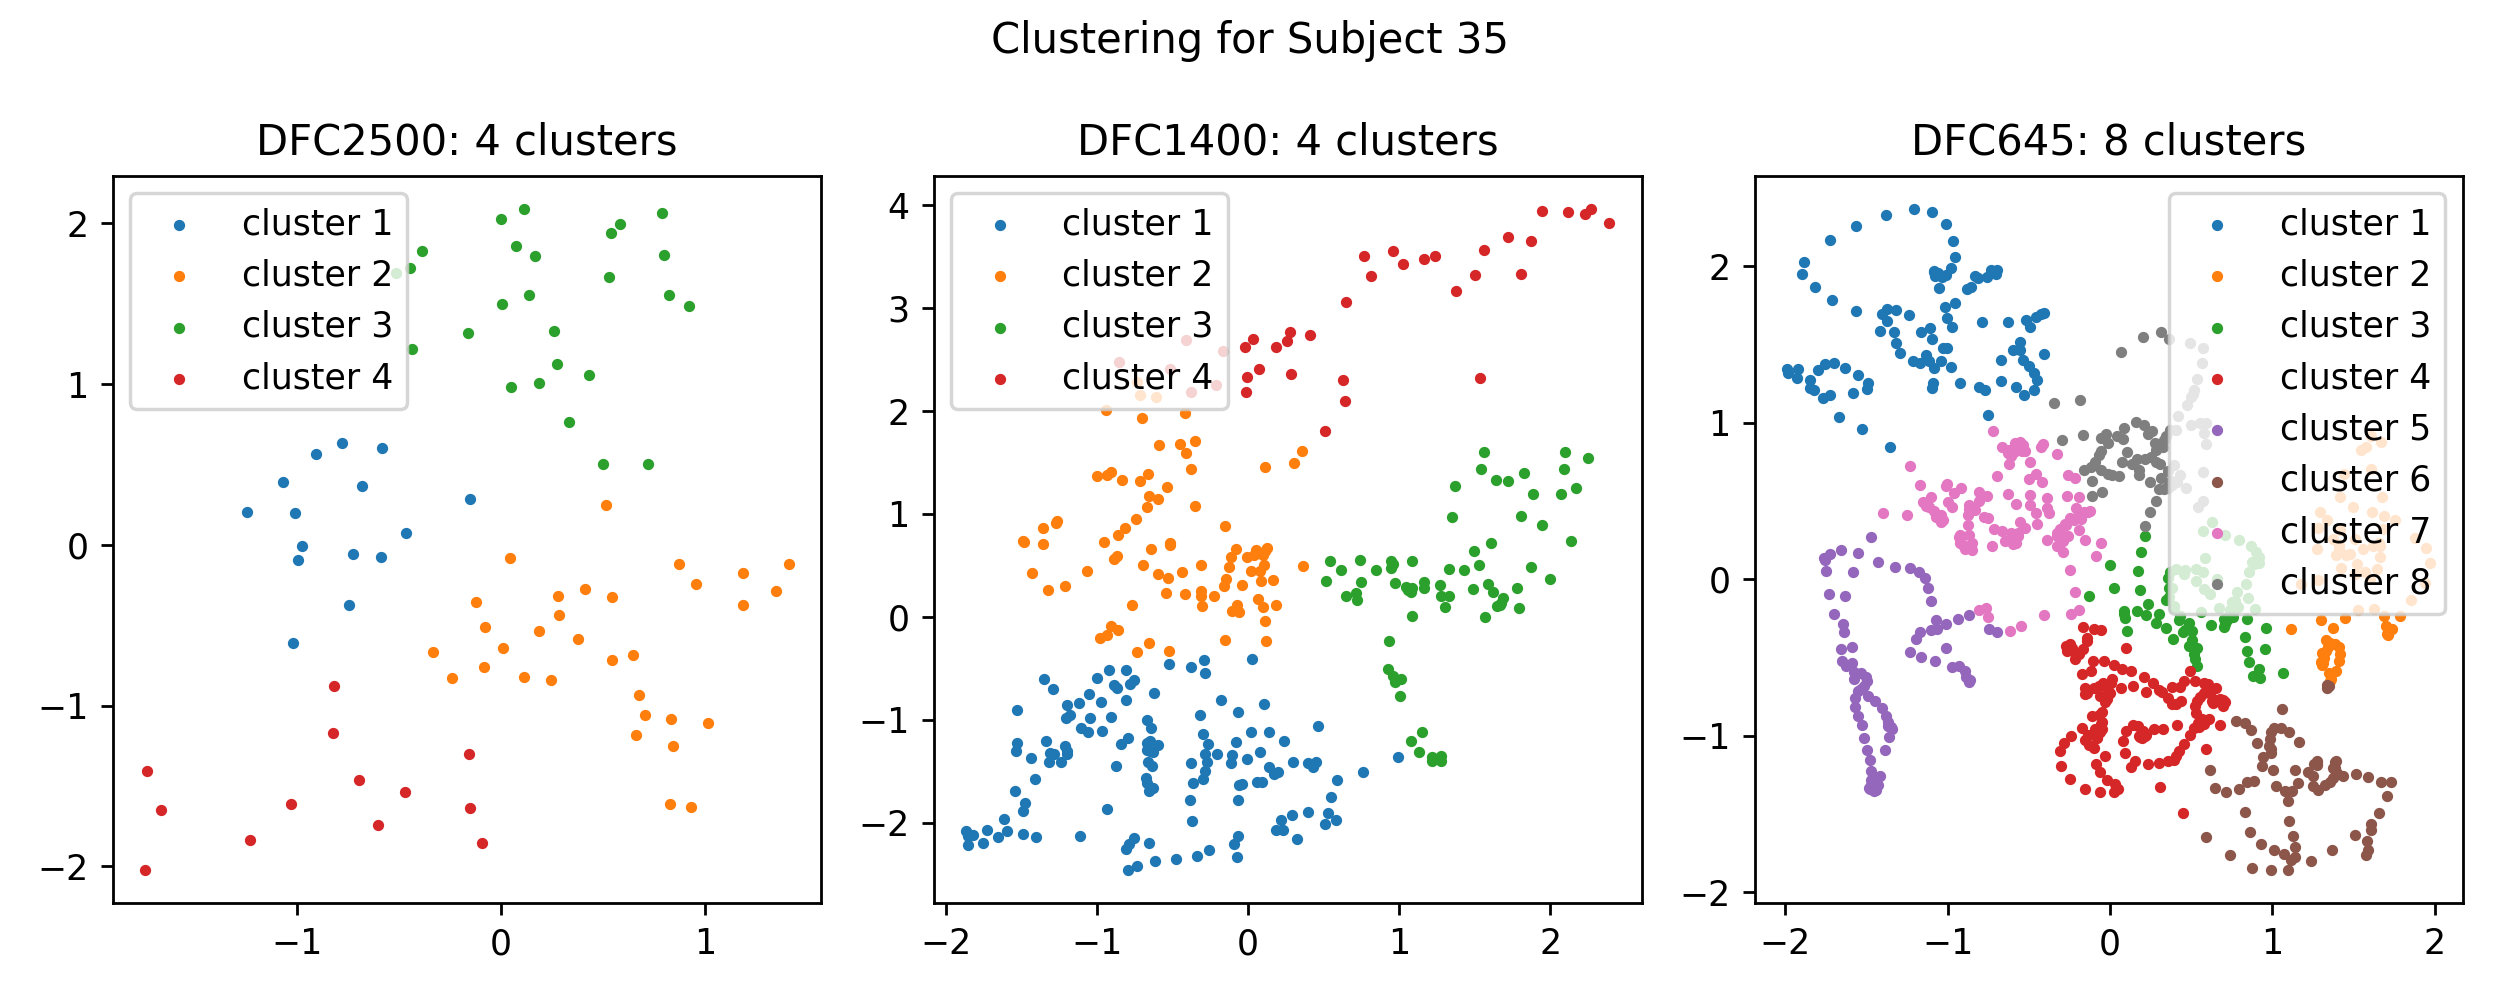 Clustering for Subject 35
DFC2500: 4 clusters
2
1
0
−1
−2
−1
0
1
cluster 1
cluster 2
cluster 3
cluster 4
DFC1400: 4 clusters
4
3
2
1
0
−1
−2
−2
−1
0
1
2
cluster 1
cluster 2
cluster 3
cluster 4
DFC645: 8 clusters
2
1
0
−1
−2
−2
−1
0
1
2
cluster 1
cluster 2
cluster 3
cluster 4
cluster 5
cluster 6
cluster 7
cluster 8